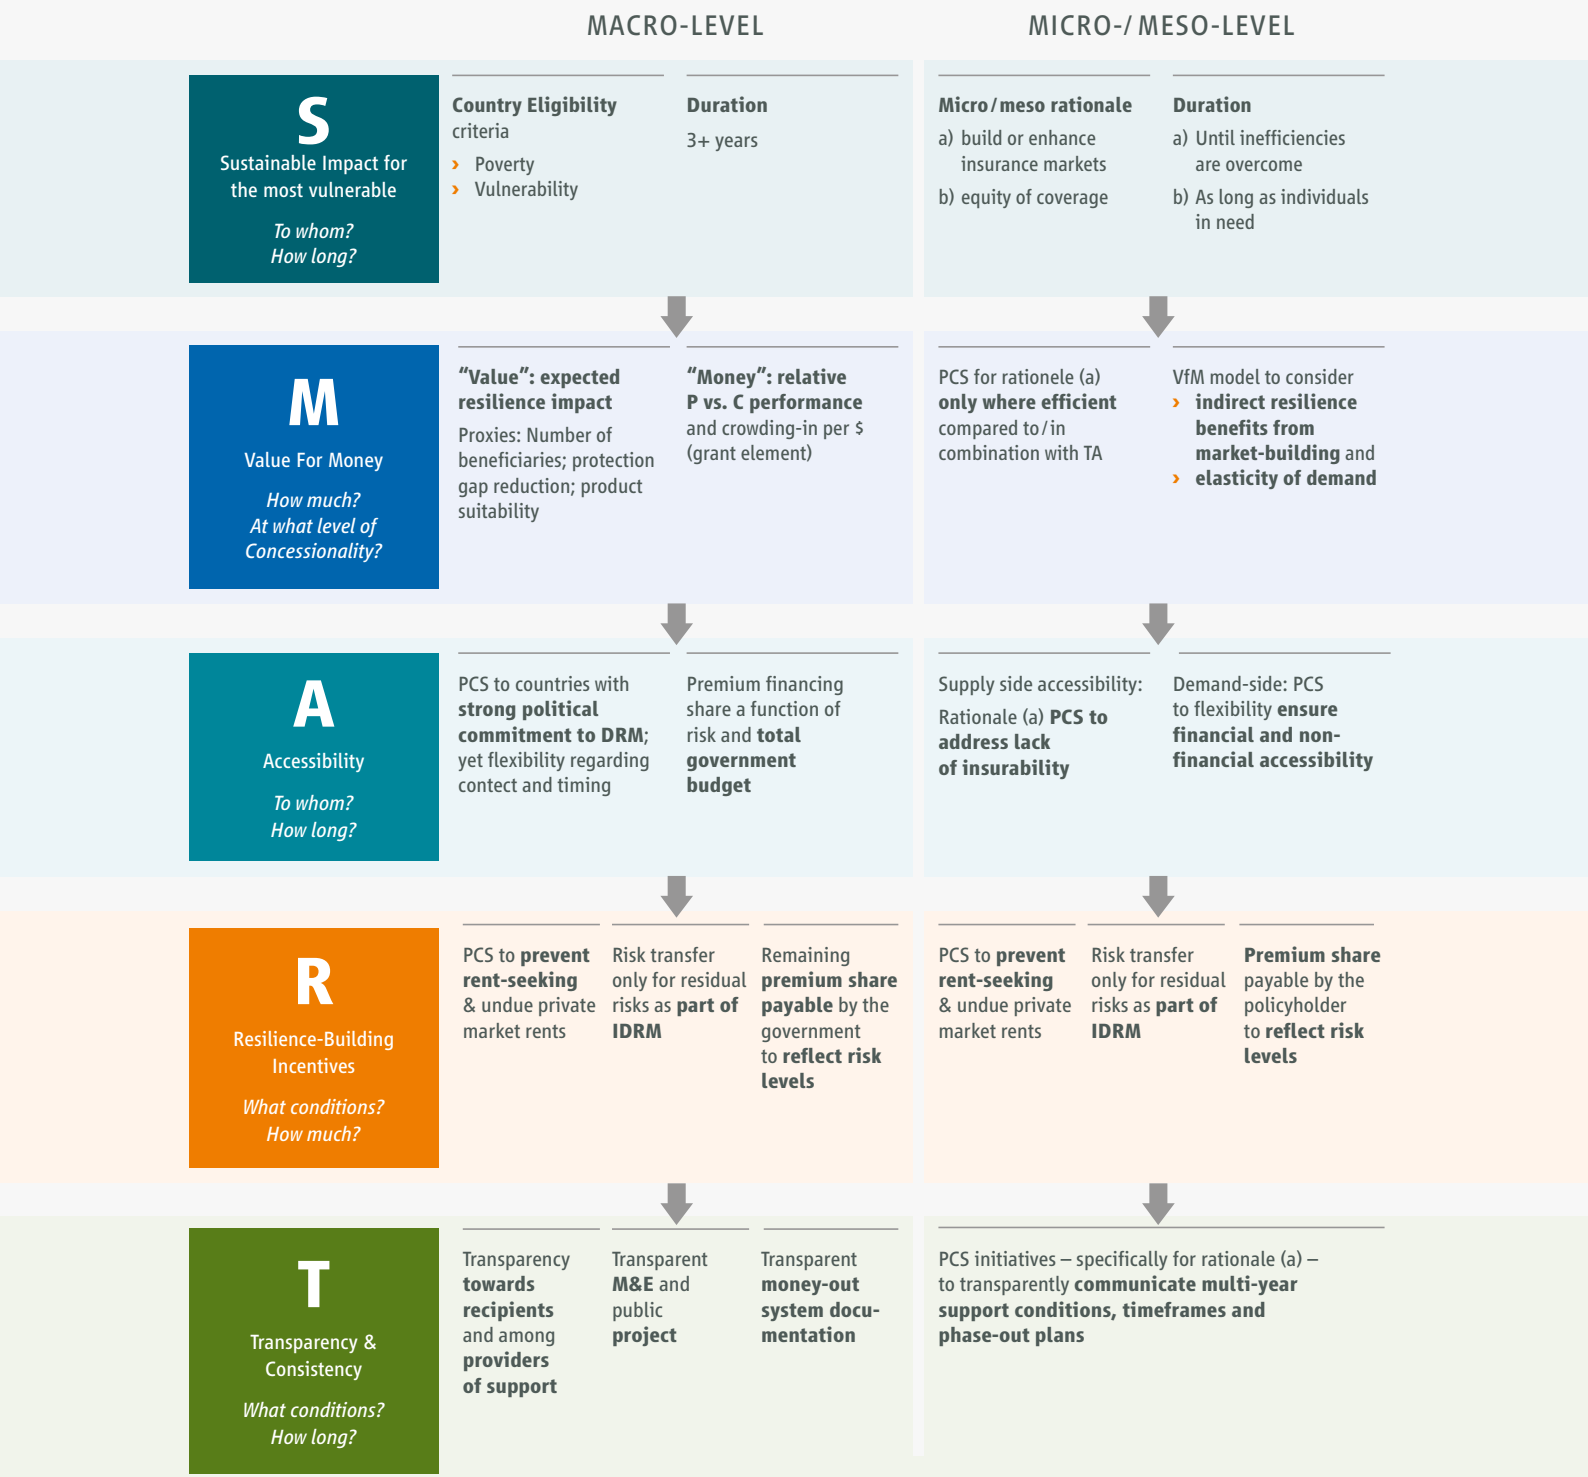 MACRO-LEVEL
MICRO-/ MESO-LEVEL
S
Sustainable Impact for
the most vulnerable
To whom?
How long?
Country Eligibility
criteria
› Poverty
› Vulnerability
Duration
3+ years
Micro/meso rationale
a) build or enhance
insurance markets
b) equity of coverage
Duration
a) Until inefficiencies
are overcome
b) As long as individuals
in need
M
Value For Money
How much?
At what level of
Concessionality?
“Value”: expected
resilience impact
Proxies: Number of
beneficiaries; protection
gap reduction; product
suitability
“Money”: relative
P vs. C performance
and crowding-in per $
(grant element)
PCS for rationele (a)
only where efficient
compared to/in
combination with TA
VfM model to consider
› indirect resilience
benefits from
market-building and
› elasticity of demand
A
Accessibility
To whom?
How long?
PCS to countries with
strong political
commitment to DRM;
yet flexibility regarding
contect and timing
Premium financing
share a function of
risk and total
government
budget
Supply side accessibility:
Rationale (a) PCS to
address lack
of insurability
Demand-side: PCS
to flexibility ensure
financial and non-
financial accessibility
R
Resilience-Building
Incentives
What conditions?
How much?
PCS to prevent
rent-seeking
& undue private
market rents
Risk transfer
only for residual
risks as part of
IDRM
Remaining
premium share
payable by the
government
to reflect risk
levels
PCS to prevent
rent-seeking
& undue private
market rents
Risk transfer
only for residual
risks as part of
IDRM
Premium share
payable by the
policyholder
to reflect risk
levels
T
Transparency &
Consistency
What conditions?
How long?
Transparency
towards
recipients
and among
providers
of support
Transparent
M&E and
public
project
Transparent
money-out
system docu-
mentation
PCS initiatives – specifically for rationale (a) –
to transparently communicate multi-year
support conditions, timeframes and
phase-out plans